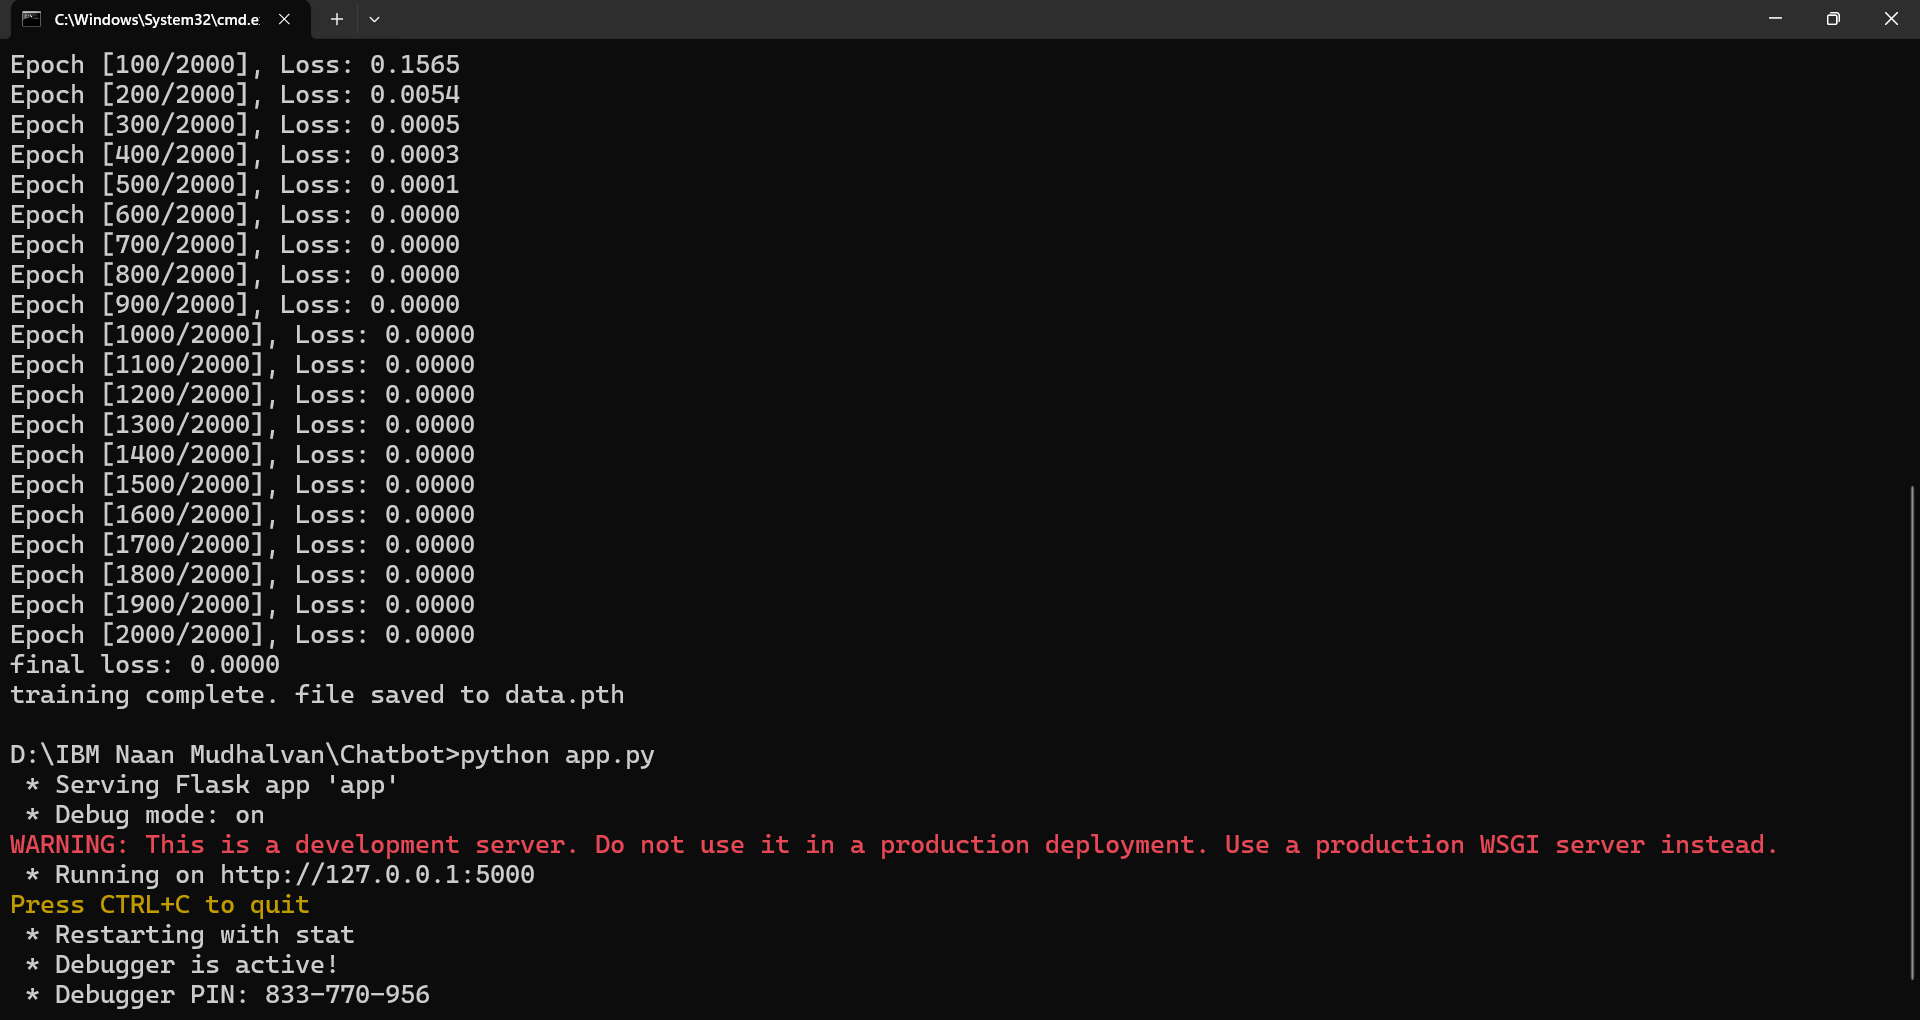 C:\Windows\System32\cmd.e
Epoch [100/2000], Loss: 0.1565
Epoch [200/2000], Loss: 0.0054
Epoch [300/2000], Loss: 0.0005
Epoch [400/2000], Loss: 0.0003
Epoch [500/2000], Loss: 0.0001
Epoch [600/2000], Loss: 0.0000
Epoch [700/2000], Loss: 0.0000
Epoch [800/2000], Loss: 0.0000
Epoch [900/2000], Loss: 0.0000
Epoch [1000/2000], Loss: 0.0000
Epoch [1100/2000], Loss: 0.0000
Epoch [1200/2000], Loss: 0.0000
Epoch [1300/2000], Loss: 0.0000
Epoch [1400/2000], Loss: 0.0000
Epoch [1500/2000], Loss: 0.0000
Epoch [1600/2000], Loss: 0.0000
Epoch [1700/2000], Loss: 0.0000
Epoch [1800/2000], Loss: 0.0000
Epoch [1900/2000], Loss: 0.0000
Epoch [2000/2000], Loss: 0.0000
final loss: 0.0000
training complete. file saved to data.pth
D:\IBM Naan Mudhalvan\Chatbot>python app.py
 * Serving Flask app 'app'
 * Debug mode: on
WARNING: This is a development server. Do not use it in a production deployment. Use a production WSGI server instead.
 * Running on http://127.0.0.1:5000
Press CTRL+C to quit
 * Restarting with stat
 * Debugger is active!
 * Debugger PIN: 833-770-956